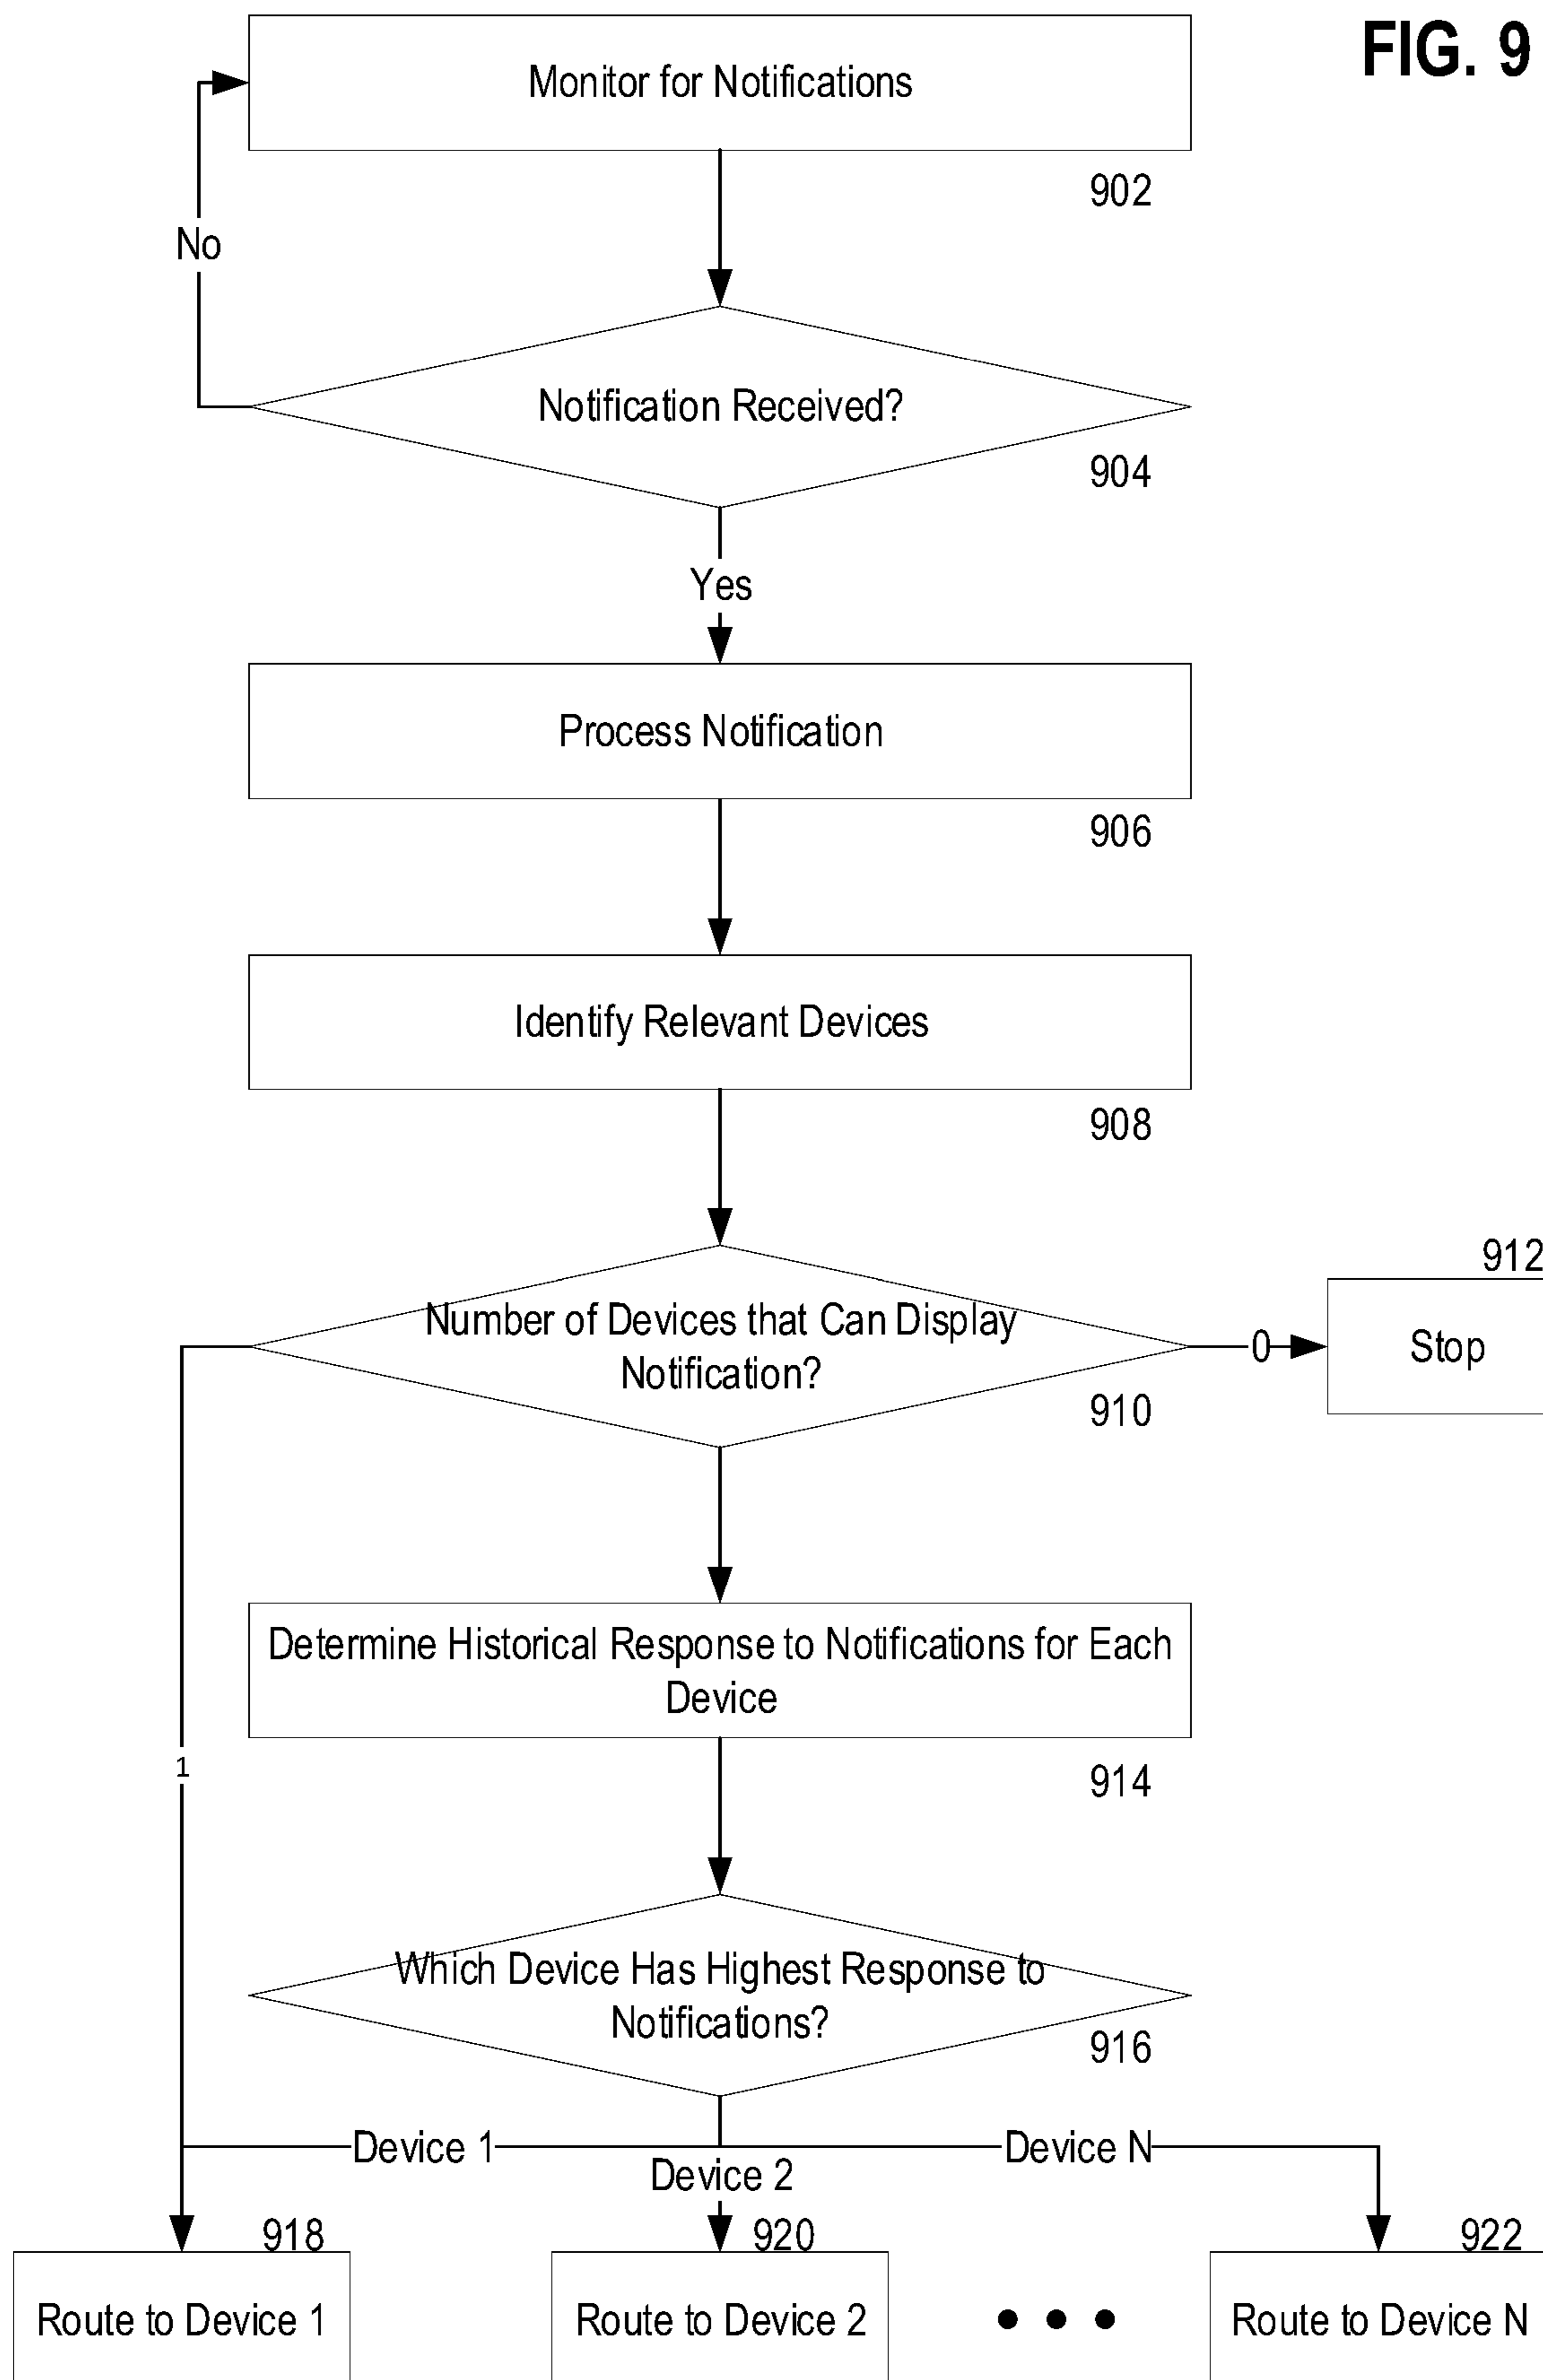 FIG. 9
Monitor for Notifications
902
No
Notification Received?
904
Yes
Process Notification
906
Identify Relevant Devices
908
912
Number of Devices that Can Display
Notification?
0
Stop
910
Determine Historical Response to Notifications for Each
Device
1
914
Which Device Has Highest Response to
Notifications?
916
Device 1
Device N
Device 2
918
920
922
Route to Device 1
Route to Device 2
Route to Device N